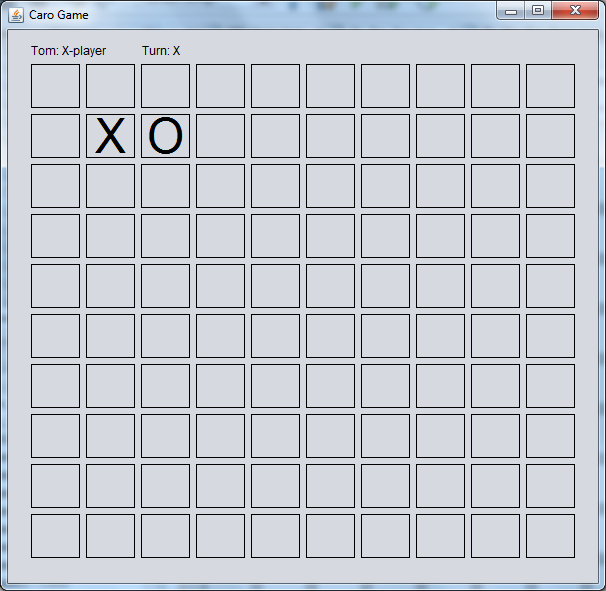 Caro Game
Tom: X-player Turn: X
X O